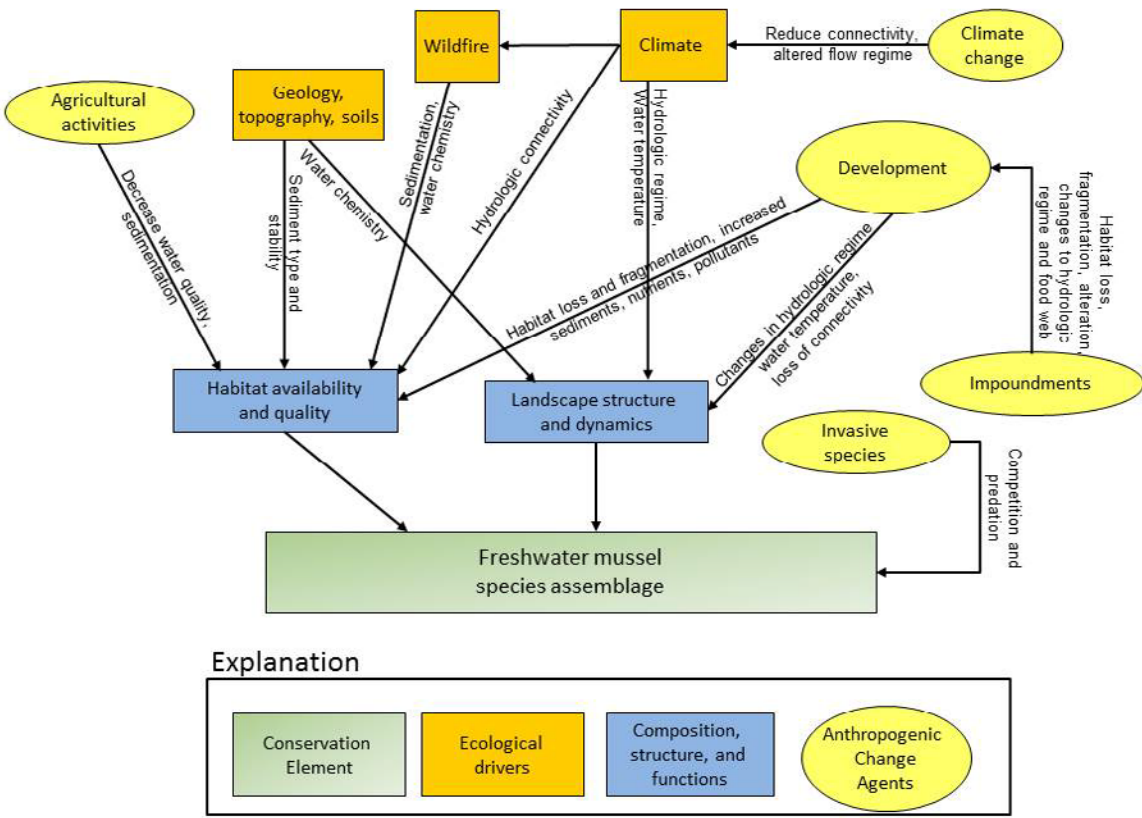 Wildfire
Climate
Reduce connectivity,
altered flow regime
Climate
change
Agricultural
activities
Geology,
topography, soils
Development
Decrease water quality,
sedimentation
Sediment type and
stability
Water chemistry
Sedimentation,
water chemistry
Hydrologic connectivity
Hydrologic regime,
Water temperature
Habitat loss and fragmentation, increased
sediments, nutrients, pollutants
Changes in hydrologic regime
water temperature,
loss of connectivity
Habitat loss,
fragmentation, alteration,
changes to hydrologic
regime and food web
Impoundments
Habitat availability
and quality
Landscape structure
and dynamics
Invasive
species
Competition and
predation
Freshwater mussel
species assemblage
Explanation
Conservation
Element
Ecological
drivers
Composition,
structure, and
functions
Anthropogenic
Change
Agents